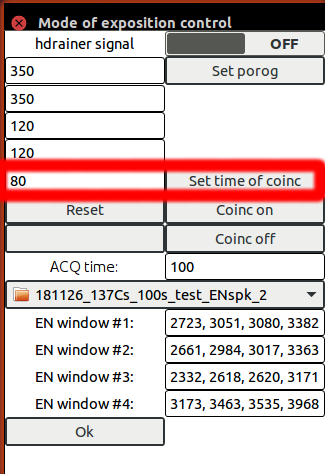 Mode of exposition control
hdrainer signal OFF
350 Set porog
350
120
120
80 Set time of coinc
Reset Coinc on
Coinc off
ACQ time: 100
181126_137Cs_100s_test_ENspk_2
EN window #1: 2723, 3051, 3080, 3382
EN window #2: 2661, 2984, 3017, 3363
EN window #3: 2332, 2618, 2620, 3171
EN window #4: 3173, 3463, 3535, 3968
Ok